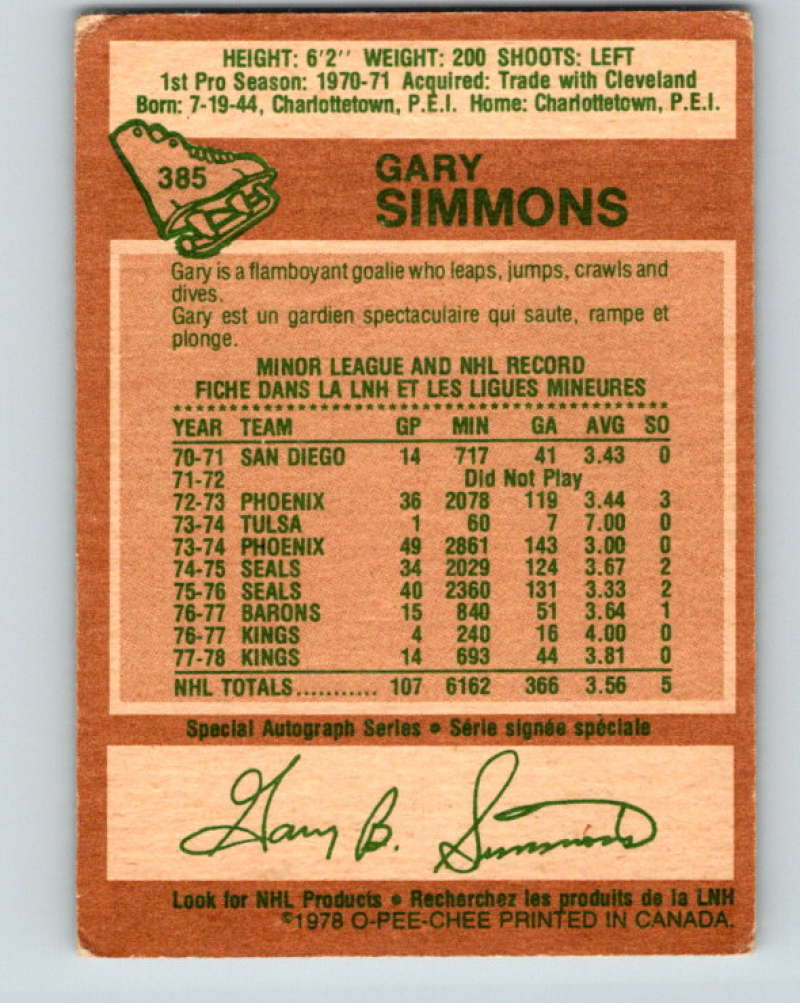 HEIGHT: 6'2'' WEIGHT: 200 SHOOTS: LEFT
1st Pro Season: 1970-71 Acquired: Trade with Cleveland
Born: 7-19-44, Charlottetown, P.E.I. Home: Charlottetown, P.E.I.
385
GARY
SIMMONS
Gary is a flamboyant goalie who leaps, jumps, crawls and
dives.
Gary est un gardien spectaculaire qui saute, rampe et
plonge.
MINOR LEAGUE AND NHL RECORD
FICHE DANS LA LNH ET LES LIGUES MINEURES
YEAR TEAM GP MIN GA AVG SO
70-71 SAN DIEGO 14 717 41 3.43 0
71-72 Did Not Play
72-73 PHOENIX 36 2078 119 3.44 3
73-74 TULSA 1 60 7 7.00 0
73-74 PHOENIX 49 2861 143 3.00 0
74-75 SEALS 34 2029 124 3.67 2
75-76 SEALS 40 2360 131 3.33 2
76-77 BARONS 15 840 51 3.64 1
76-77 KINGS 4 240 16 4.00 0
77-78 KINGS 14 693 44 3.81 0
NHL TOTALS........... 107 6162 366 3.56 5
Special Autograph Series • Série signée spéciale
Gary B. Simmons
Look for NHL Products • Recherchez les produits de la LNH
©1978 O-PEE-CHEE PRINTED IN CANADA.